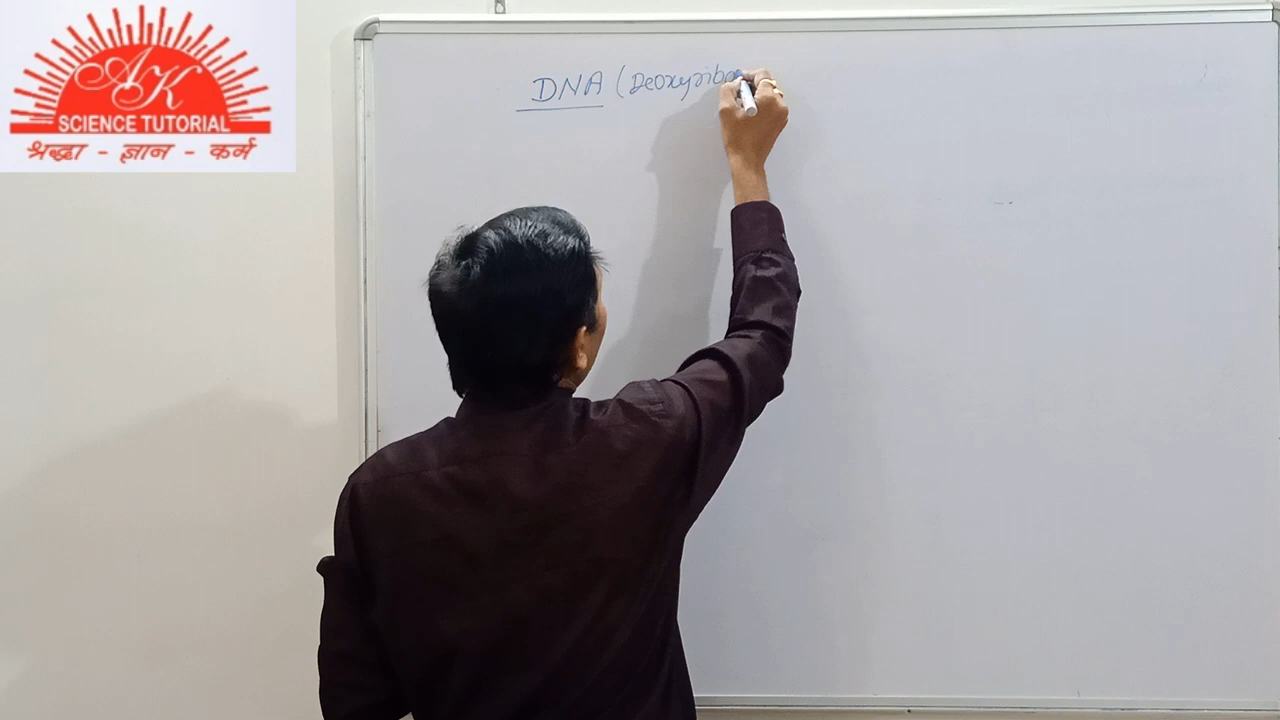 AK
SCIENCE TUTORIAL
श्रद्धा - ज्ञान - कर्म
DNA (Deoxyribo